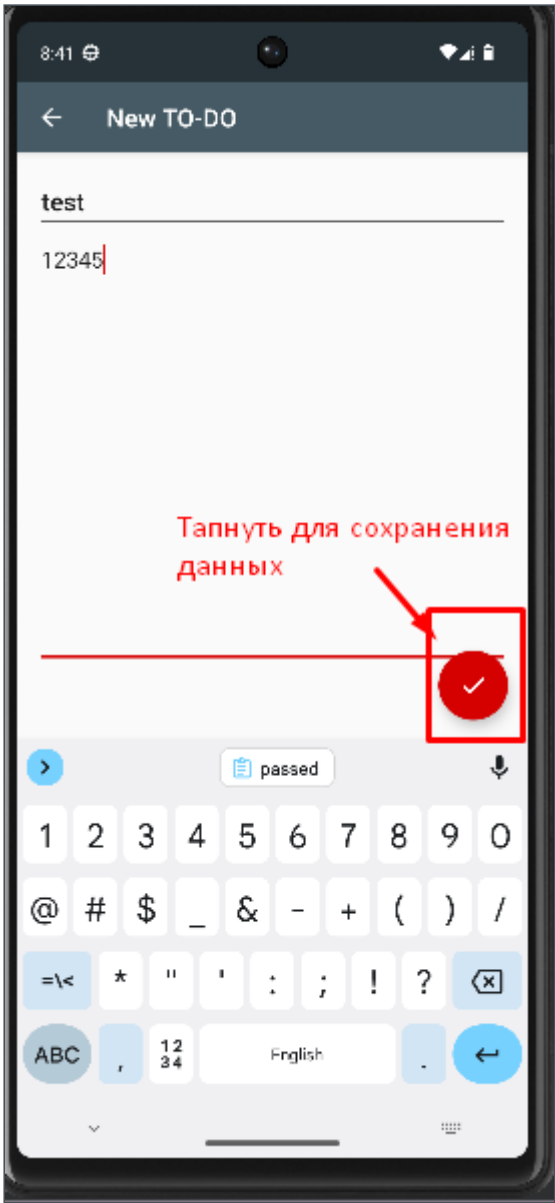 8:41
New TO-DO
test
12345
Тапнуть для сохранения
данных
passed
1 2 3 4 5 6 7 8 9 0
@ # $ _ & - + ( ) /
=\< * " ' : ; ! ?
ABC , 12 34 English .